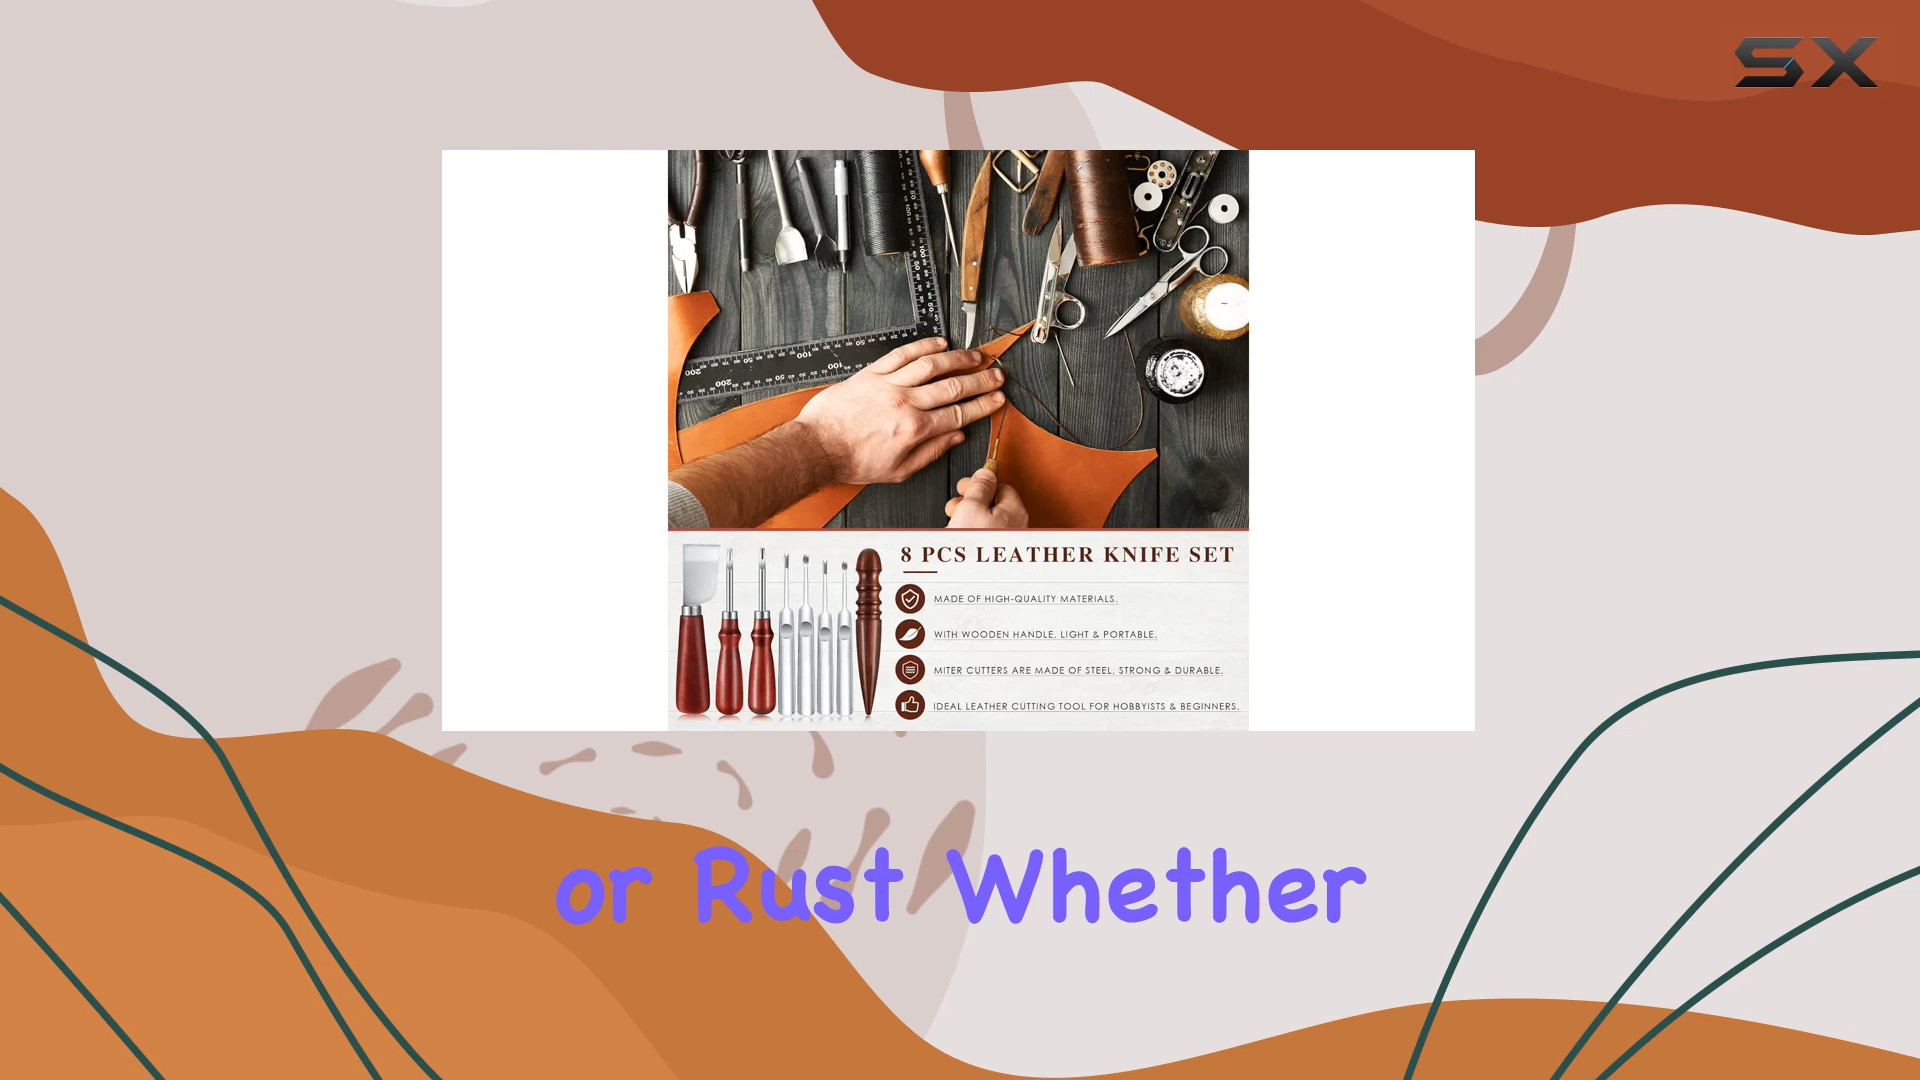 SX
8 PCS LEATHER KNIFE SET
MADE OF HIGH-QUALITY MATERIALS.
WITH WOODEN HANDLE, LIGHT & PORTABLE.
MITER CUTTERS ARE MADE OF STEEL, STRONG & DURABLE.
IDEAL LEATHER CUTTING TOOL FOR HOBBYISTS & BEGINNERS.
or Rust Whether